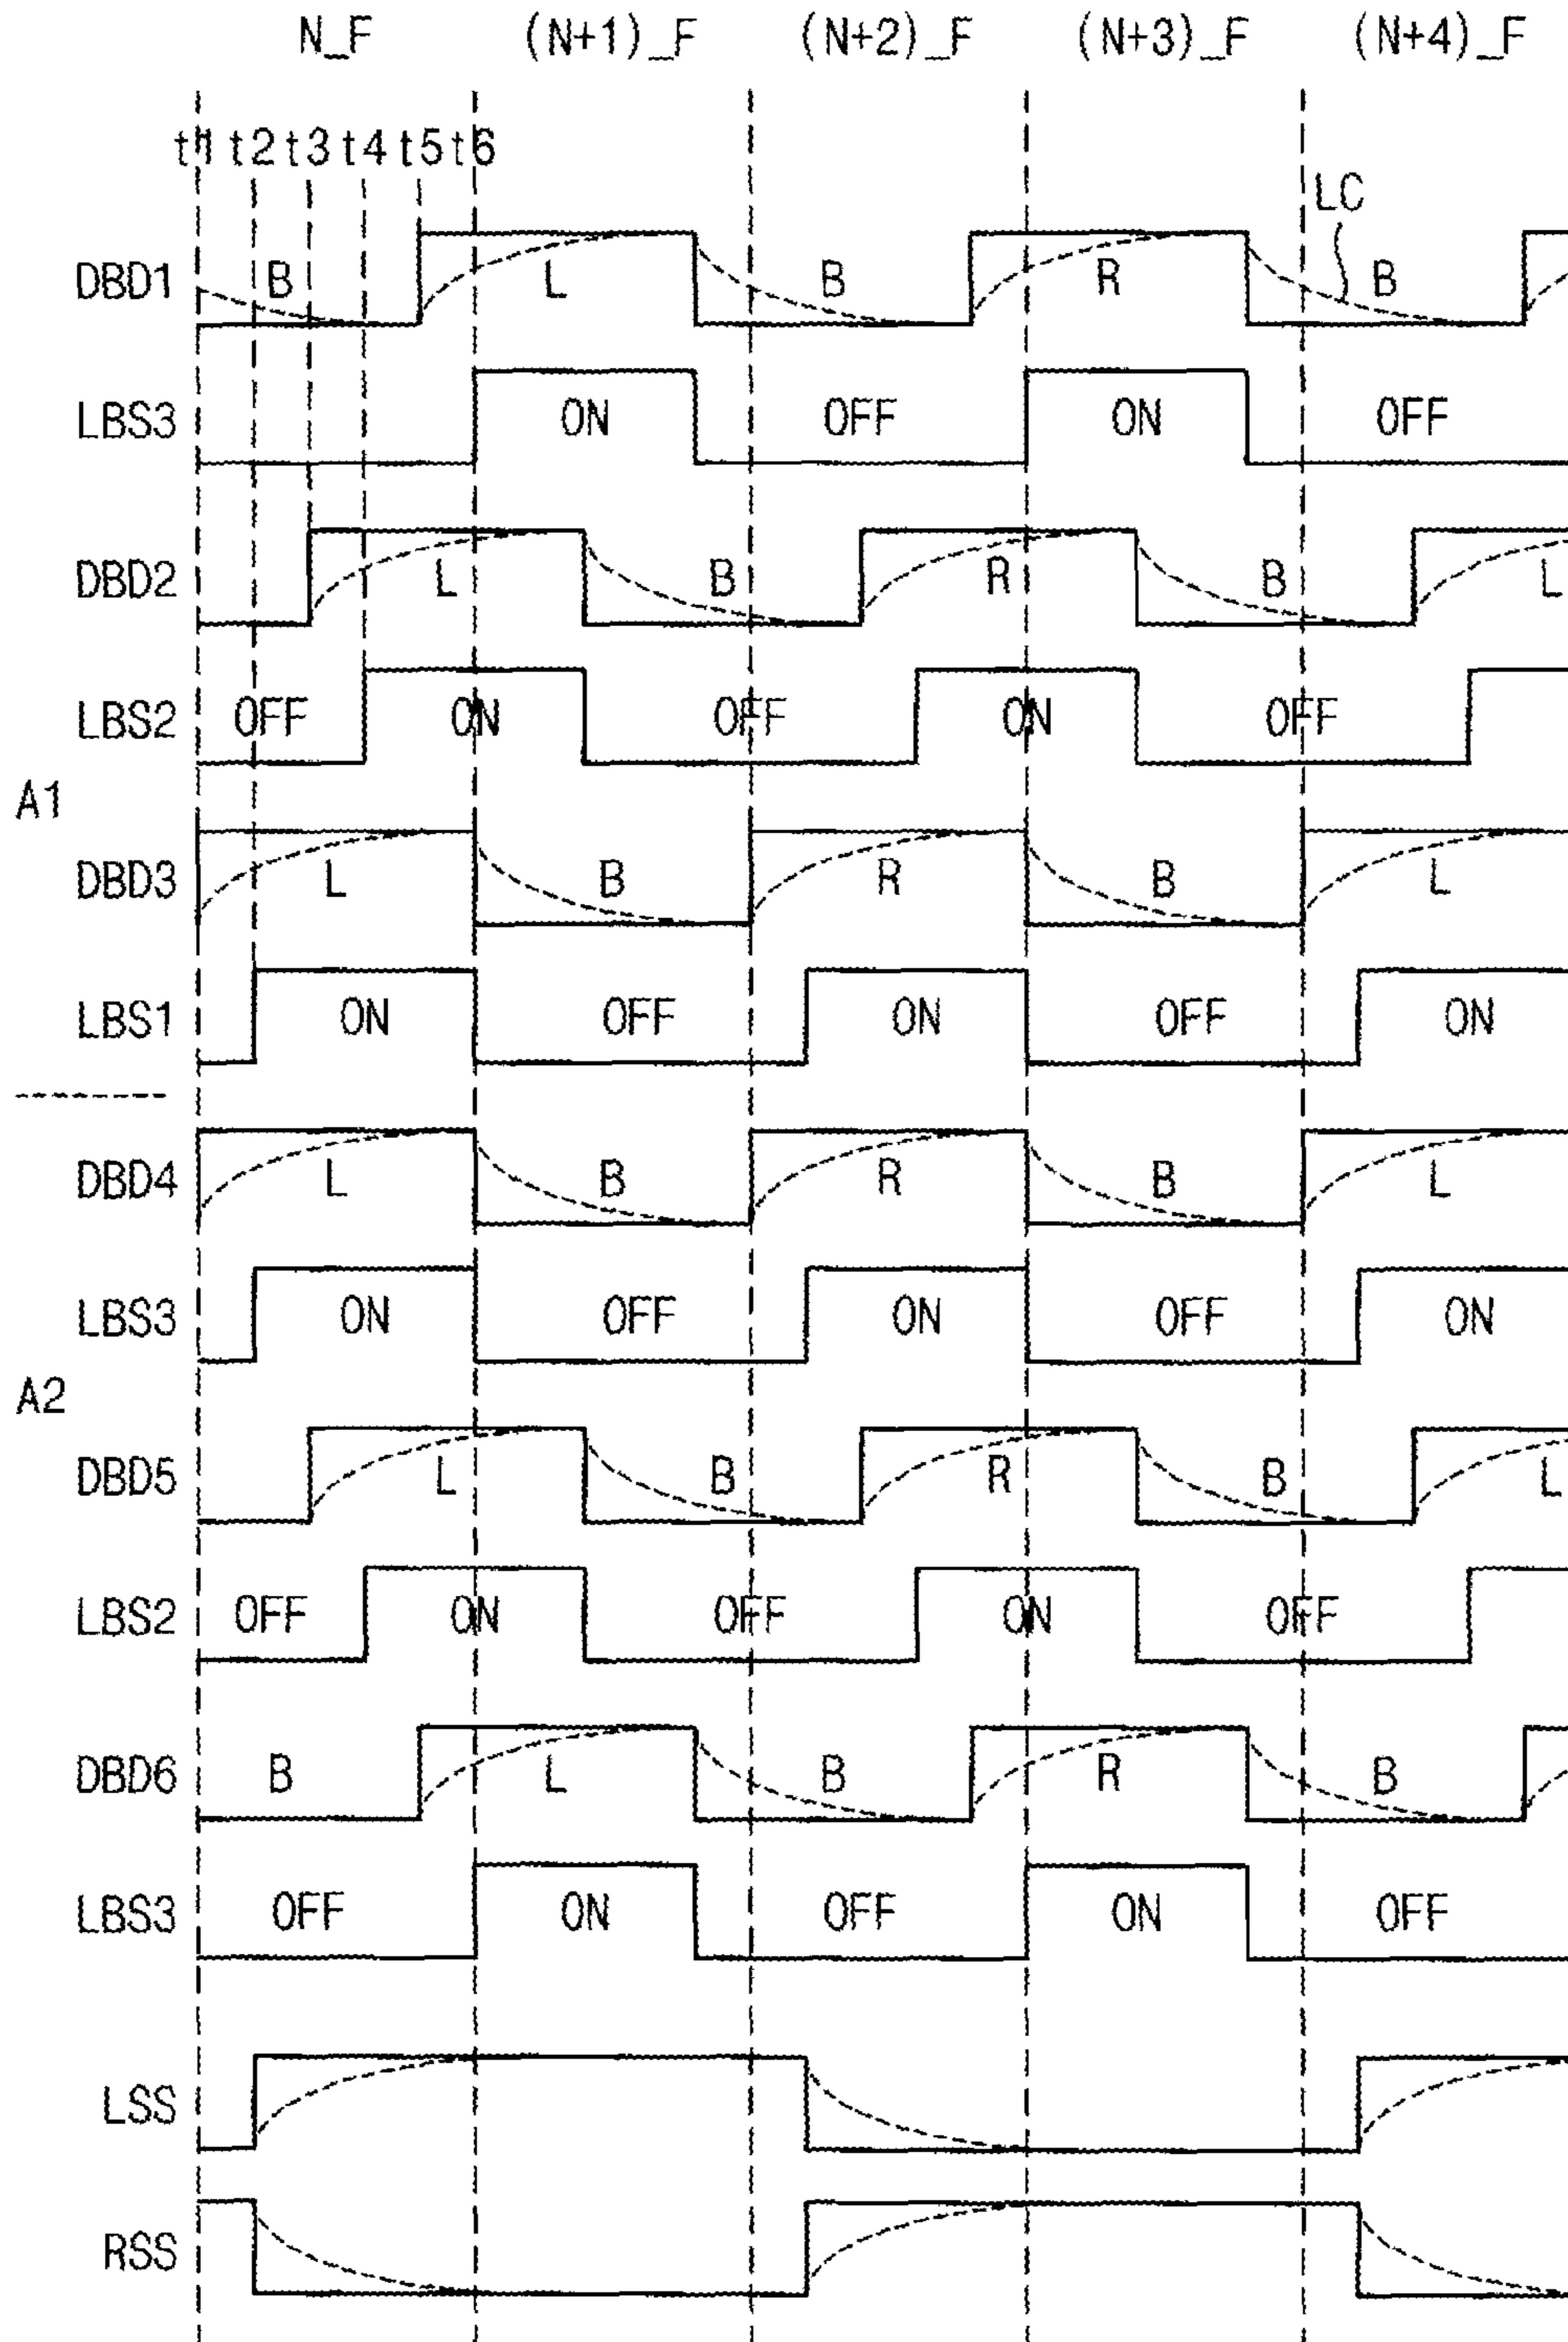 N_F (N+1)_F (N+2)_F (N+3)_F (N+4)_F
t1 t2 t3 t4 t5 t6
LC
DBD1 B L B R B
LBS3 ON OFF ON OFF
DBD2 L B R B L
LBS2 OFF ON OFF ON OFF
A1
DBD3 L B R B L
LBS1 ON OFF ON OFF ON
DBD4 L B R B L
LBS3 ON OFF ON OFF ON
A2
DBD5 L B R B L
LBS2 OFF ON OFF ON OFF
DBD6 B L B R B
LBS3 OFF ON OFF ON OFF
LSS
RSS